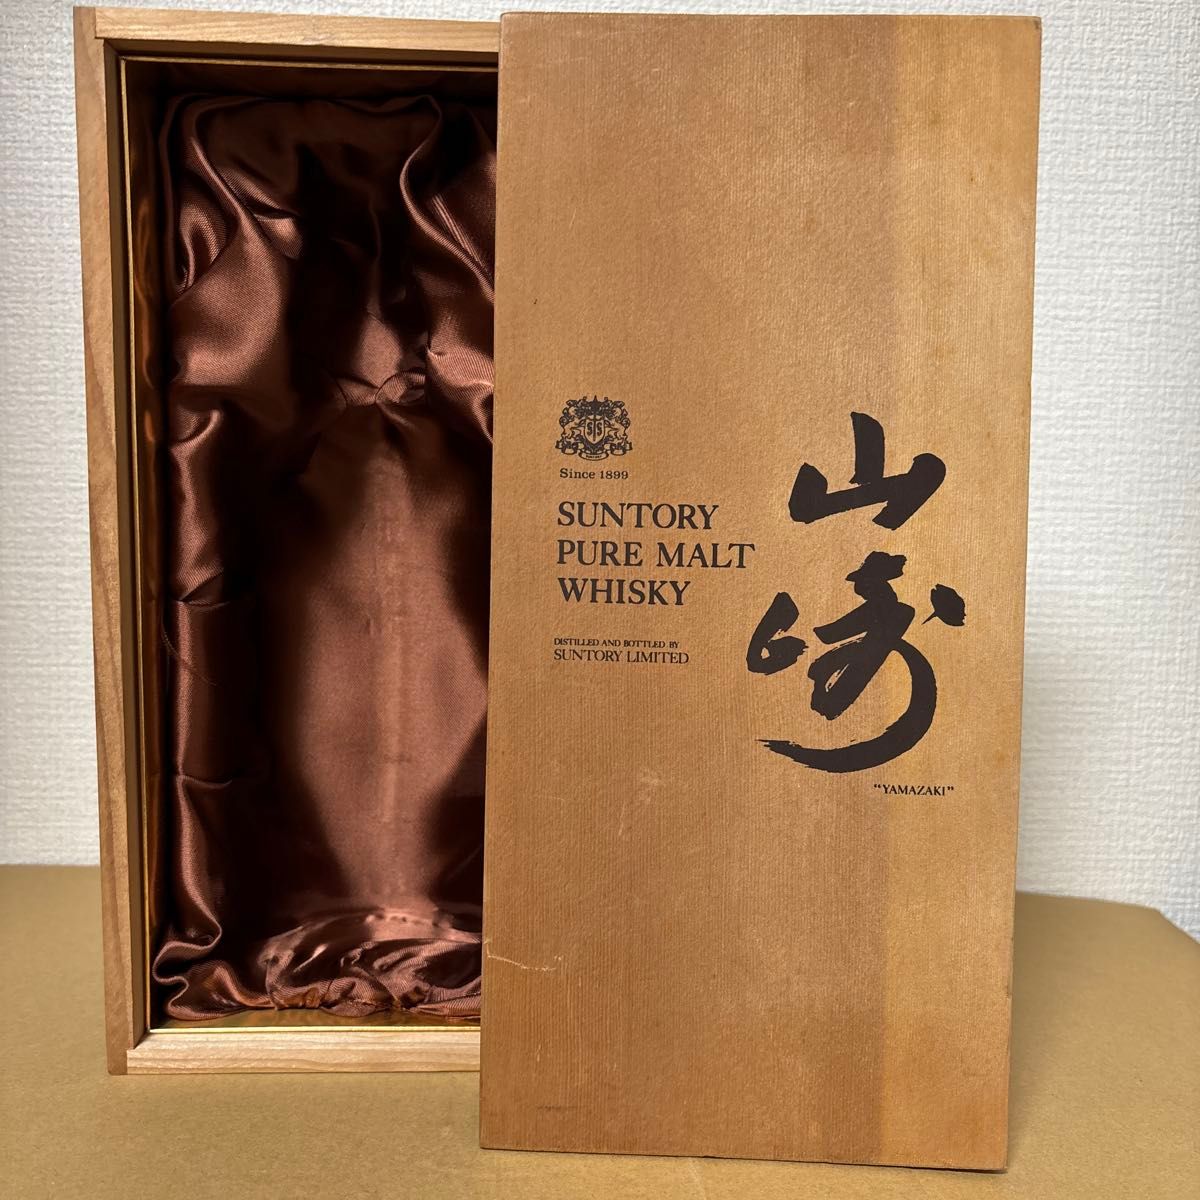 Since 1899
SUNTORY
PURE MALT
WHISKY
DISTILLED AND BOTTLED BY
SUNTORY LIMITED
山崎
"YAMAZAKI"